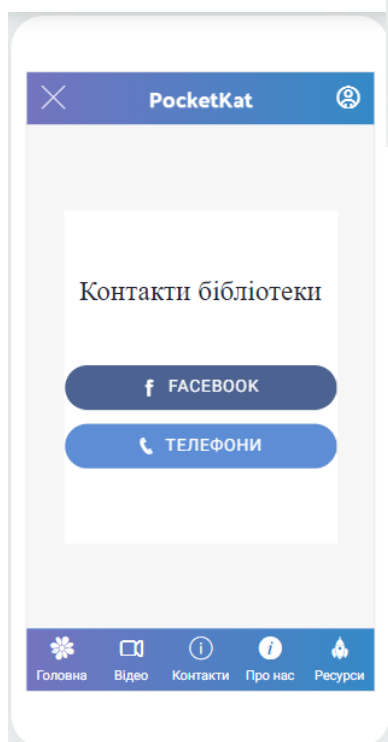 PocketKat
Контакти бібліотеки
FACEBOOK
ТЕЛЕФОНИ
Головна Відео Контакти Про нас Ресурси